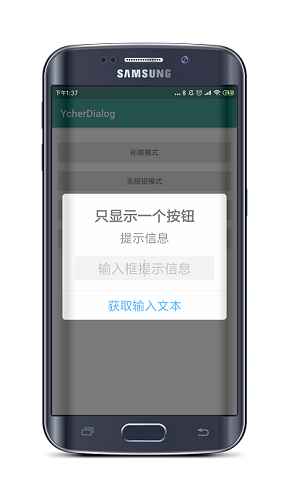 SAMSUNG
下午1:37
YcherDialog
标准模式
无按钮模式
只显示一个按钮
提示信息
输入框提示信息
获取输入文本